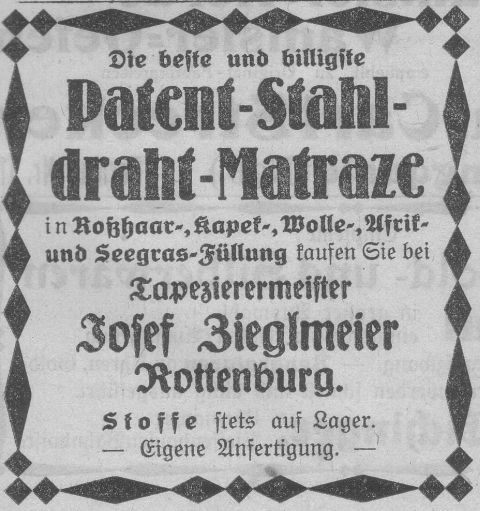 Die beste und billigste
Patent-Stahl-
draht-Matraze
in Roßhaar-, Kapek-, Wolle-, Afrik-
und Seegras-Füllung kaufen Sie bei
Tapezierermeister
Josef Zieglmeier
Rottenburg.
Stoffe stets auf Lager.
— Eigene Anfertigung. —